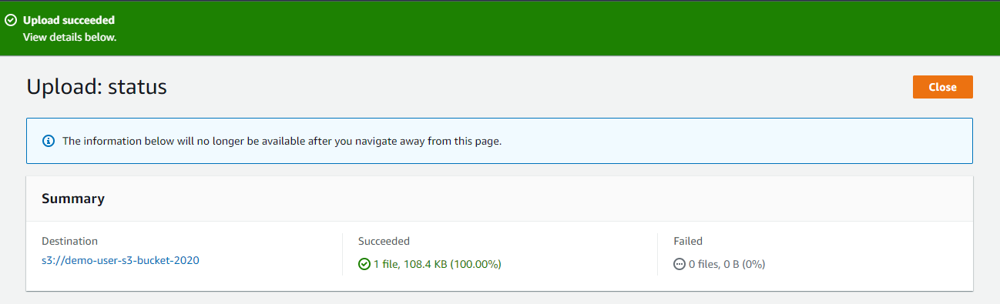 Upload succeeded
View details below.
Upload: status
Close
The information below will no longer be available after you navigate away from this page.
Summary
Destination
s3://demo-user-s3-bucket-2020
Succeeded
1 file, 108.4 KB (100.00%)
Failed
0 files, 0 B (0%)